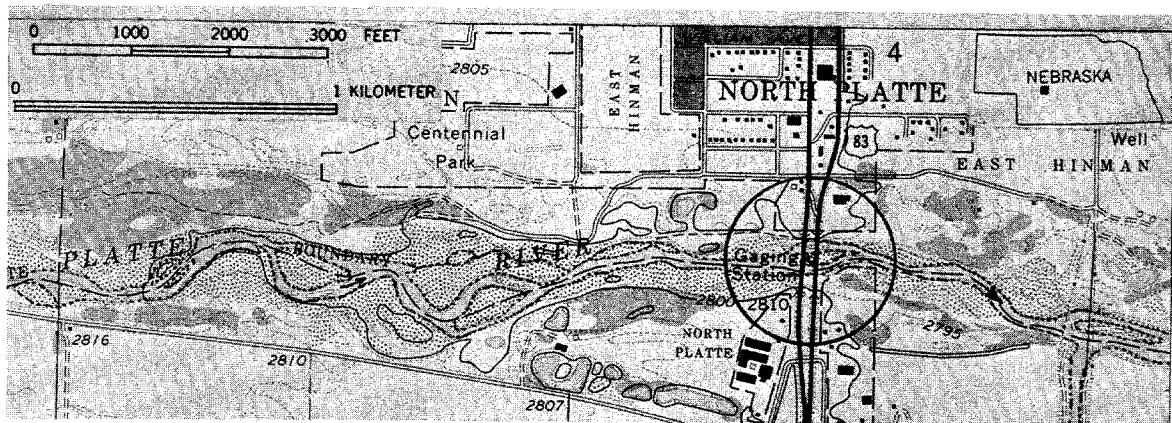 0 1000 2000 3000 FEET
0 1 KILOMETER
2805
N
EAST
HINMAN
4
NORTH PLATTE
NEBRASKA
Centennial
Park
83
Well
EAST HINMAN
PLATTE
BOUNDARY
RIVER
TE
Gaging
Station
2800
2810
2795
2816
2810
2807
NORTH
PLATTE